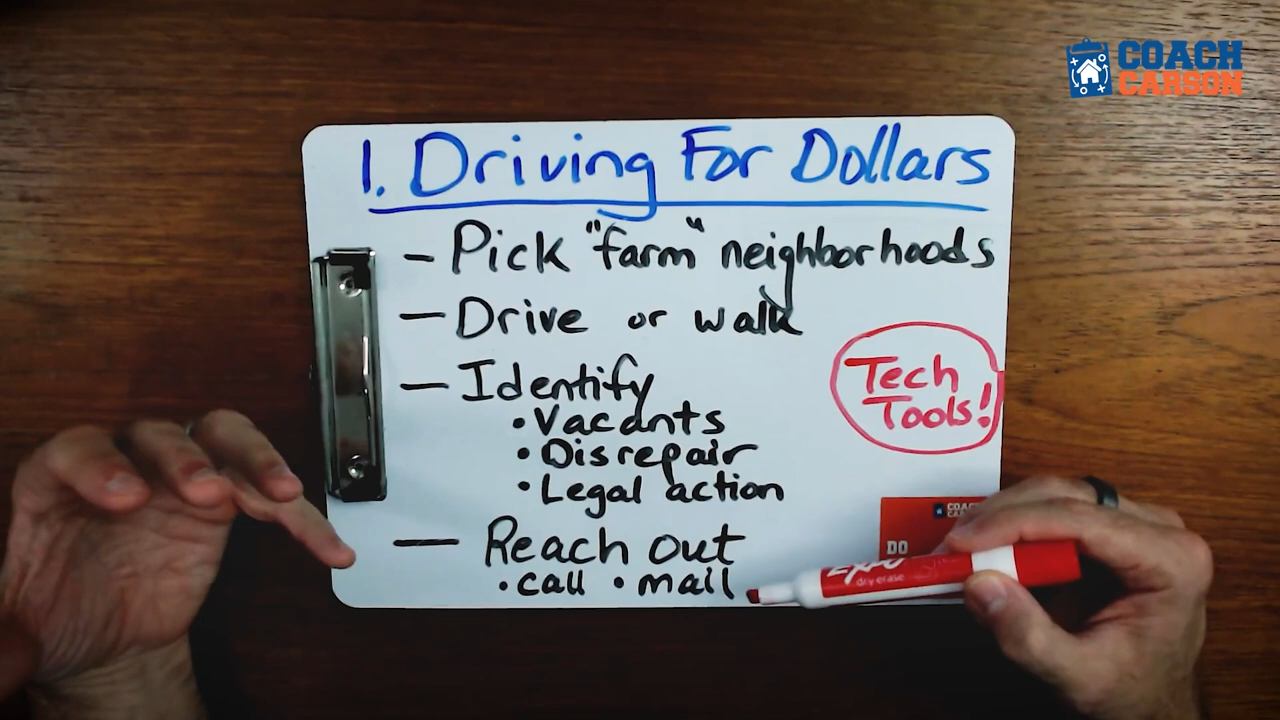 COACH
CARSON
1. Driving For Dollars
— Pick "farm" neighborhoods
— Drive or walk
— Identify
• Vacants
• Disrepair
• Legal action
Tech
Tools!
— Reach out
• call • mail
DO
EXPO
dry erase